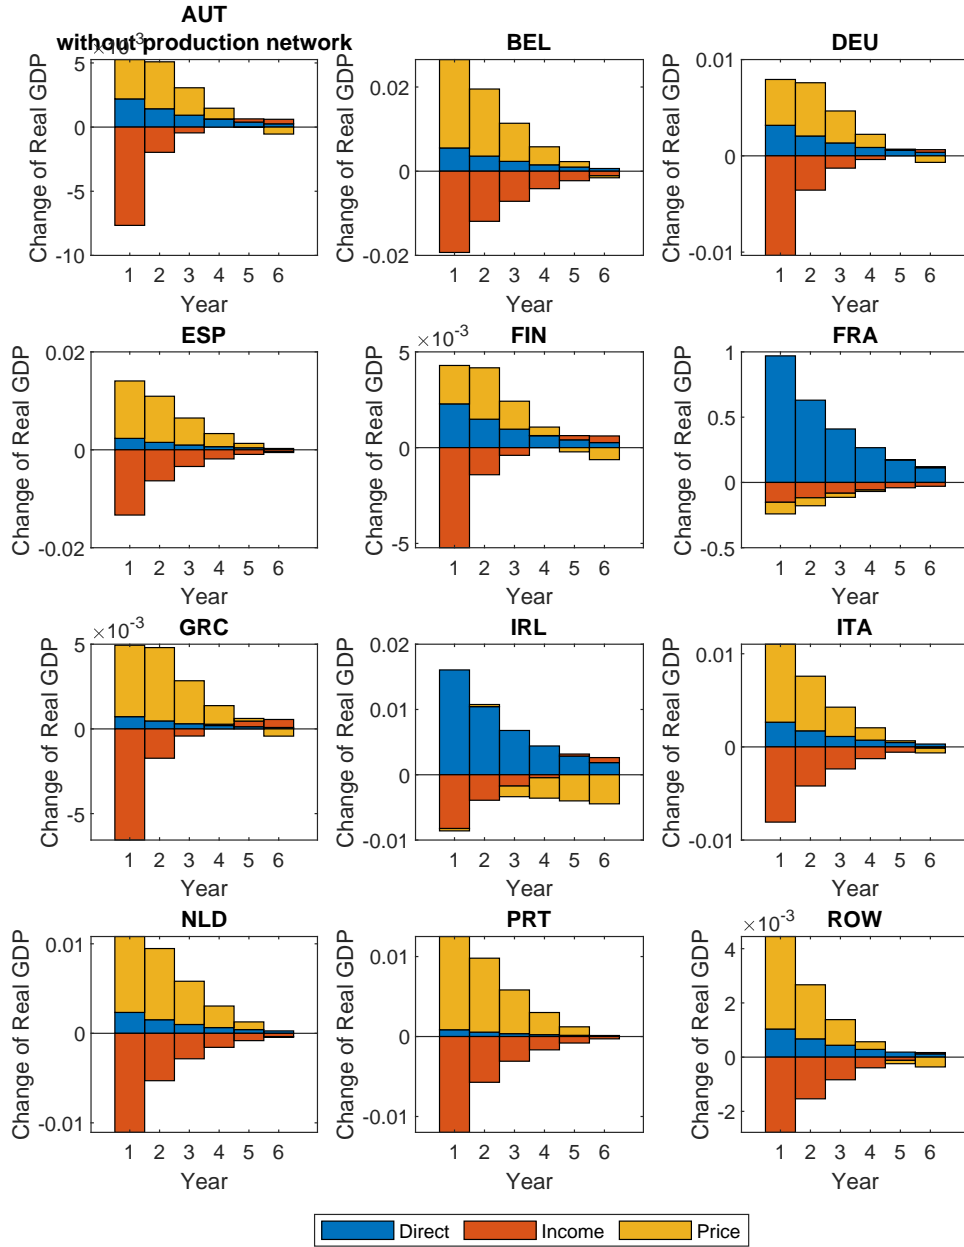 AUT
without production network
BEL
DEU
×10^-3
5
0
-5
-10
Change of Real GDP
1 2 3 4 5 6
Year
0.02
0
-0.02
Change of Real GDP
1 2 3 4 5 6
Year
0.01
0
-0.01
Change of Real GDP
1 2 3 4 5 6
Year
ESP
FIN
FRA
0.02
0
-0.02
Change of Real GDP
1 2 3 4 5 6
Year
×10^-3
5
0
-5
Change of Real GDP
1 2 3 4 5 6
Year
1
0.5
0
-0.5
Change of Real GDP
1 2 3 4 5 6
Year
GRC
IRL
ITA
×10^-3
5
0
-5
Change of Real GDP
1 2 3 4 5 6
Year
0.02
0.01
0
-0.01
Change of Real GDP
1 2 3 4 5 6
Year
0.01
0
-0.01
Change of Real GDP
1 2 3 4 5 6
Year
NLD
PRT
ROW
0.01
0
-0.01
Change of Real GDP
1 2 3 4 5 6
Year
0.01
0
-0.01
Change of Real GDP
1 2 3 4 5 6
Year
×10^-3
4
2
0
-2
Change of Real GDP
1 2 3 4 5 6
Year
Direct Income Price